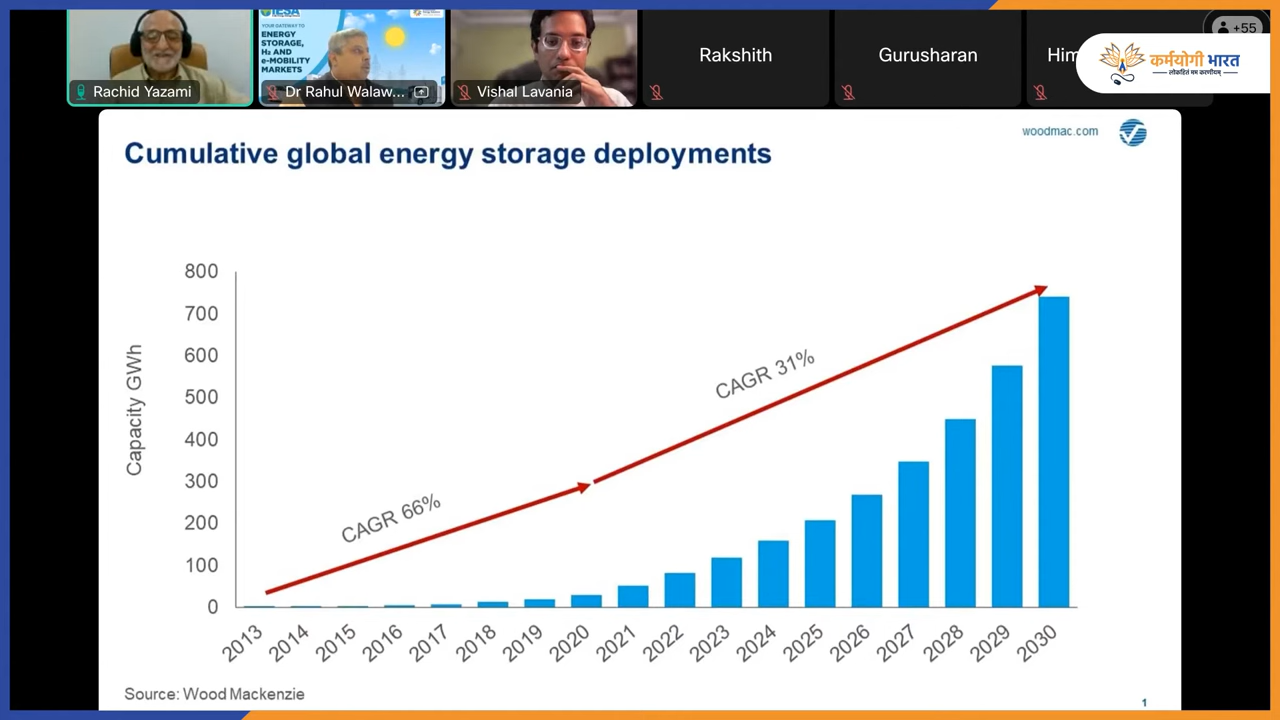 IESA
YOUR GATEWAY TO
ENERGY
STORAGE,
H₂ AND
e-MOBILITY
MARKETS
Rachid Yazami
Dr Rahul Walaw...
Vishal Lavania
Rakshith
Gurusharan
Him
+55
कर्मयोगी भारत
लोकहितं मम करणीयम्
woodmac.com
Cumulative global energy storage deployments
Capacity GWh
800
700
600
500
400
300
200
100
0
CAGR 66%
CAGR 31%
2013
2014
2015
2016
2017
2018
2019
2020
2021
2022
2023
2024
2025
2026
2027
2028
2029
2030
Source: Wood Mackenzie
1